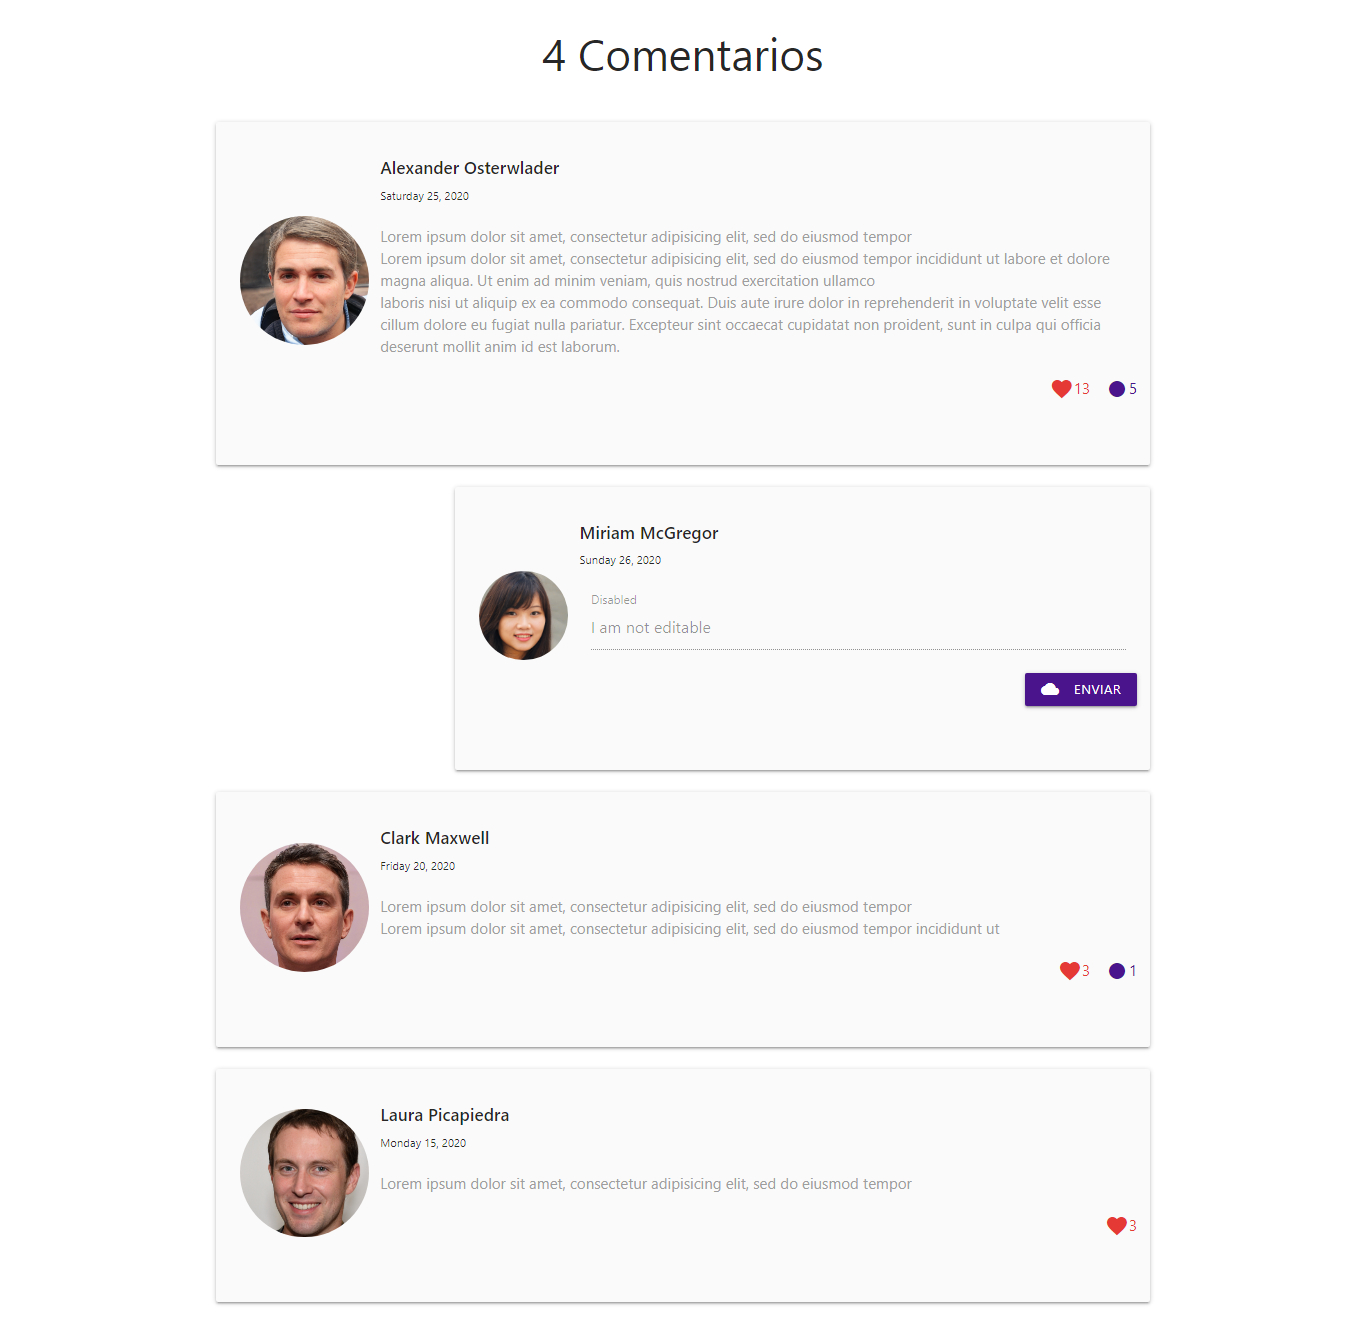 4 Comentarios
Alexander Osterwlader
Saturday 25, 2020
Lorem ipsum dolor sit amet, consectetur adipisicing elit, sed do eiusmod tempor
Lorem ipsum dolor sit amet, consectetur adipisicing elit, sed do eiusmod tempor incididunt ut labore et dolore
magna aliqua. Ut enim ad minim veniam, quis nostrud exercitation ullamco
laboris nisi ut aliquip ex ea commodo consequat. Duis aute irure dolor in reprehenderit in voluptate velit esse
cillum dolore eu fugiat nulla pariatur. Excepteur sint occaecat cupidatat non proident, sunt in culpa qui officia
deserunt mollit anim id est laborum.
13 5
Miriam McGregor
Sunday 26, 2020
Disabled
I am not editable
ENVIAR
Clark Maxwell
Friday 20, 2020
Lorem ipsum dolor sit amet, consectetur adipisicing elit, sed do eiusmod tempor
Lorem ipsum dolor sit amet, consectetur adipisicing elit, sed do eiusmod tempor incididunt ut
3 1
Laura Picapiedra
Monday 15, 2020
Lorem ipsum dolor sit amet, consectetur adipisicing elit, sed do eiusmod tempor
3